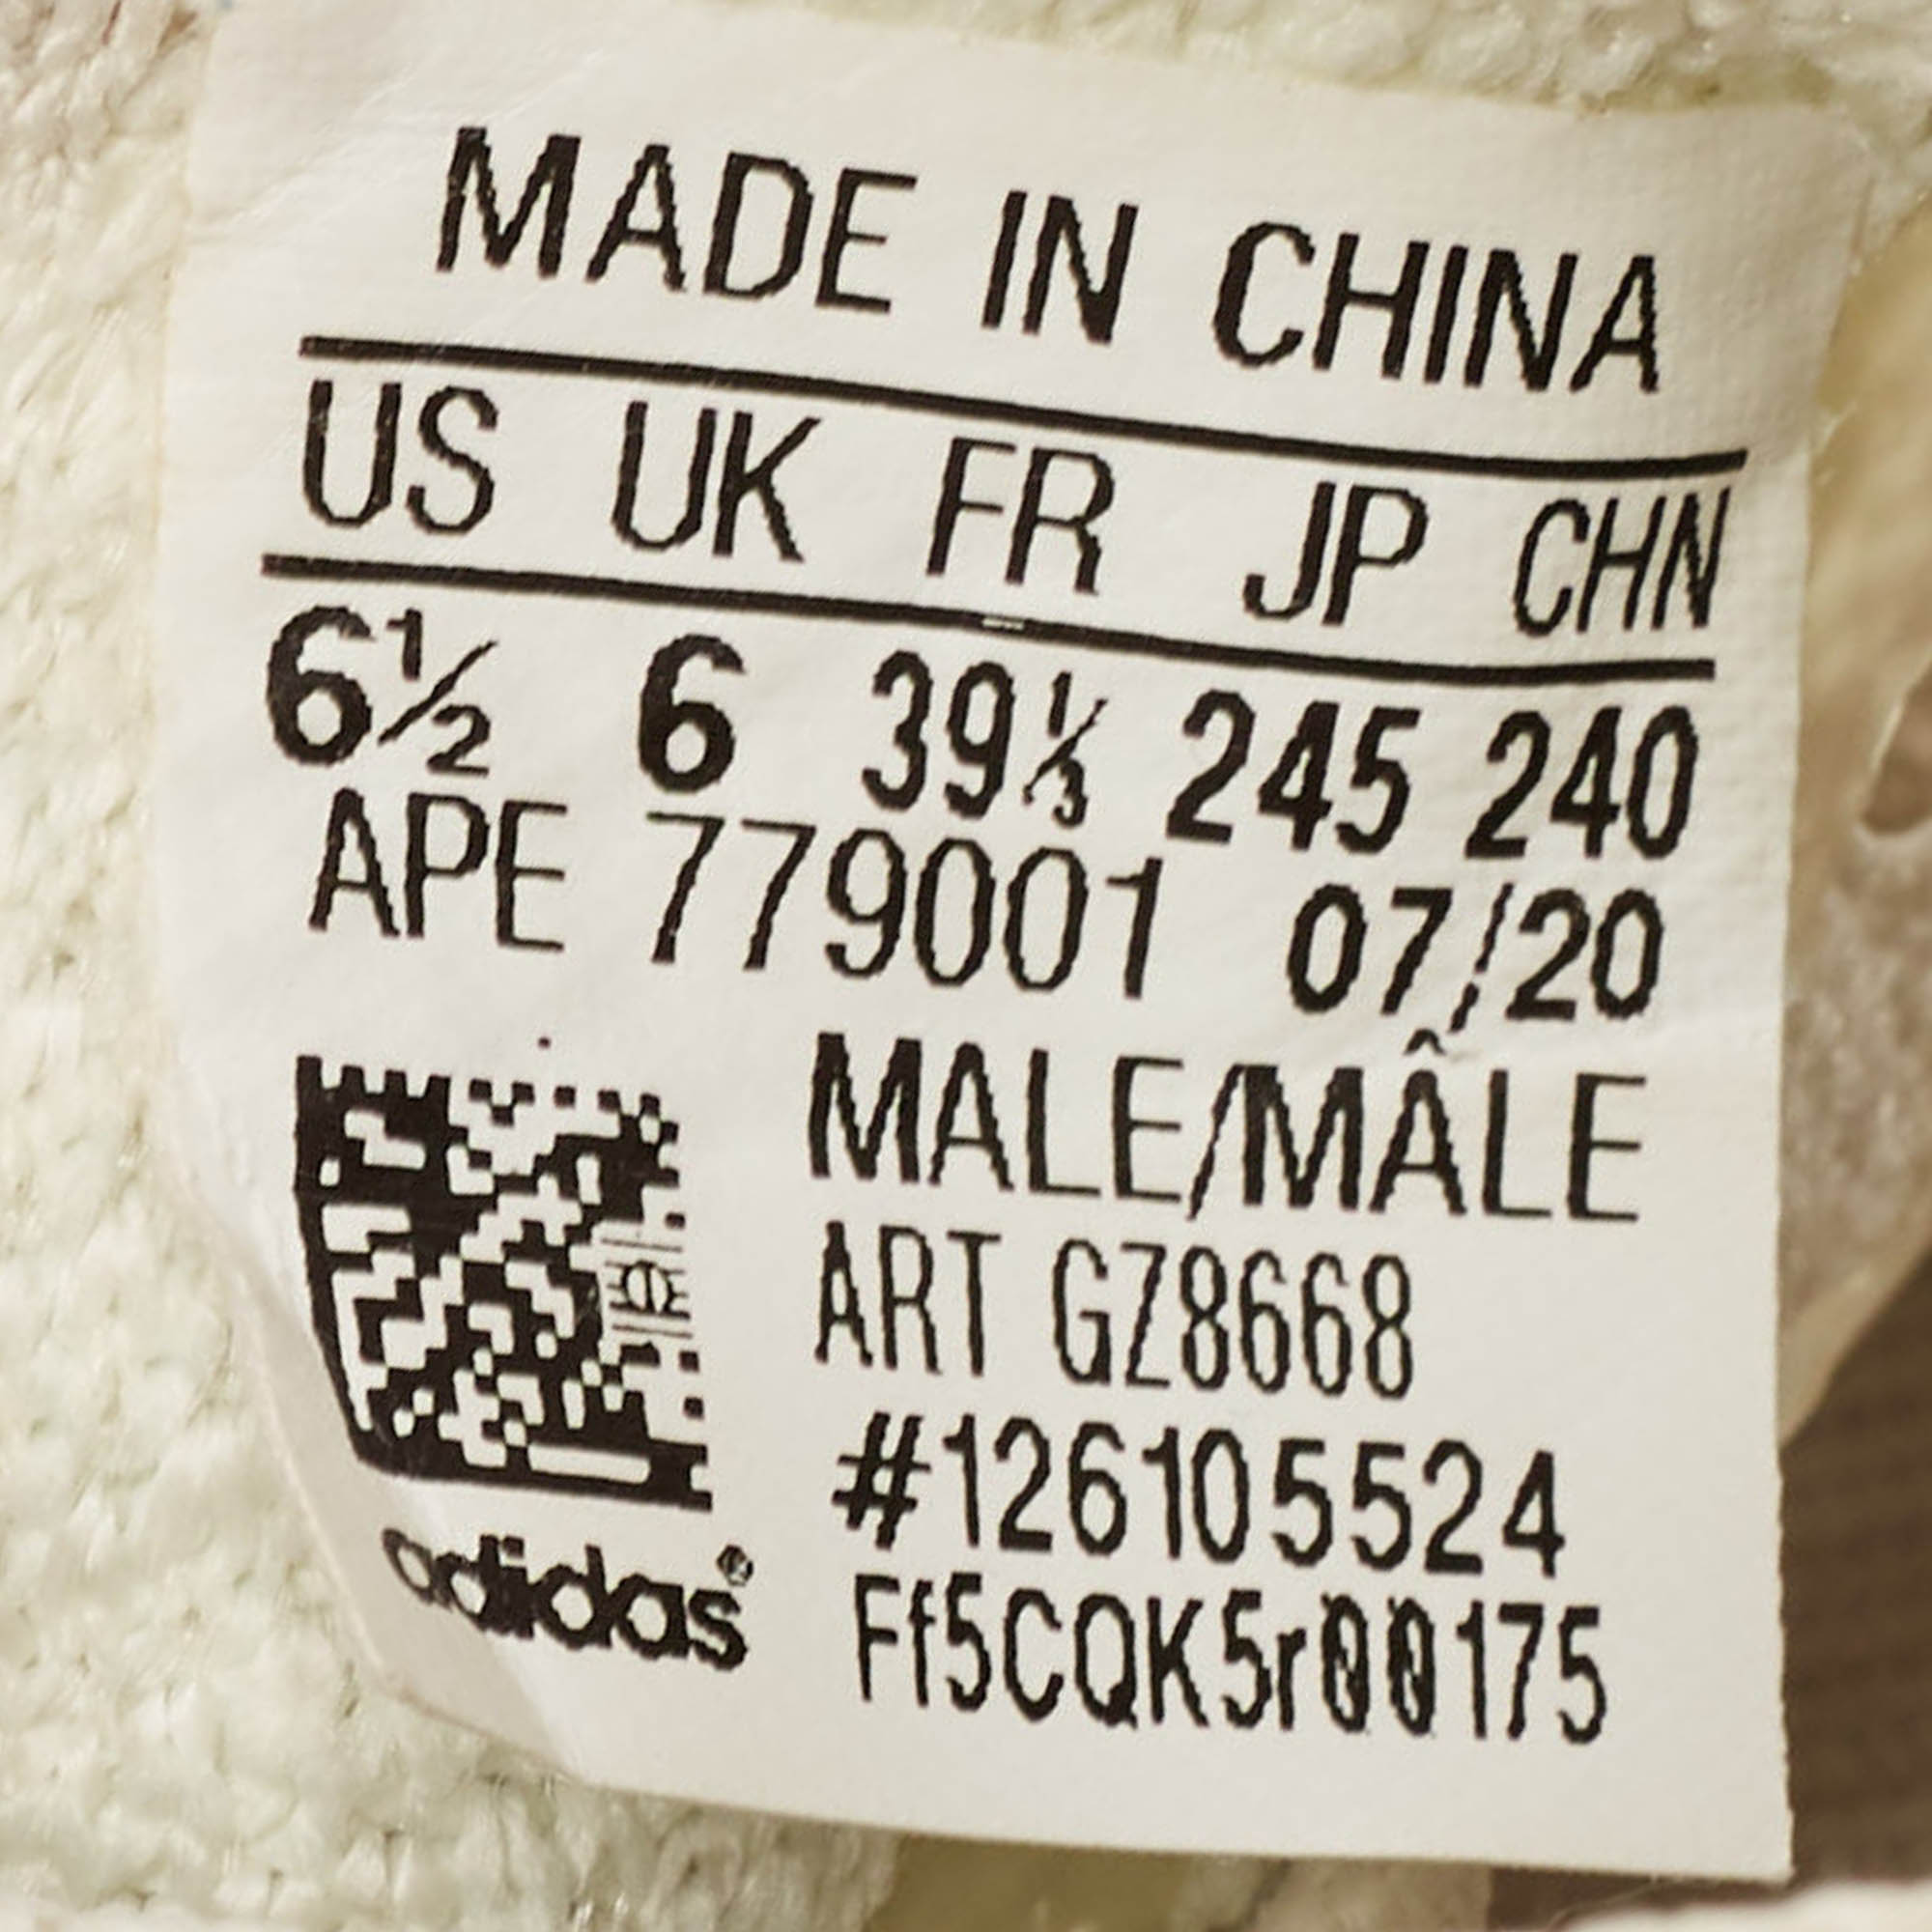 MADE IN CHINA
US UK FR JP CHN
6½ 6 39⅓ 245 240
APE 779001 07/20
MALE/MÂLE
ART GZ8668
#126105524
adidas®
Ff5CQK5r00175